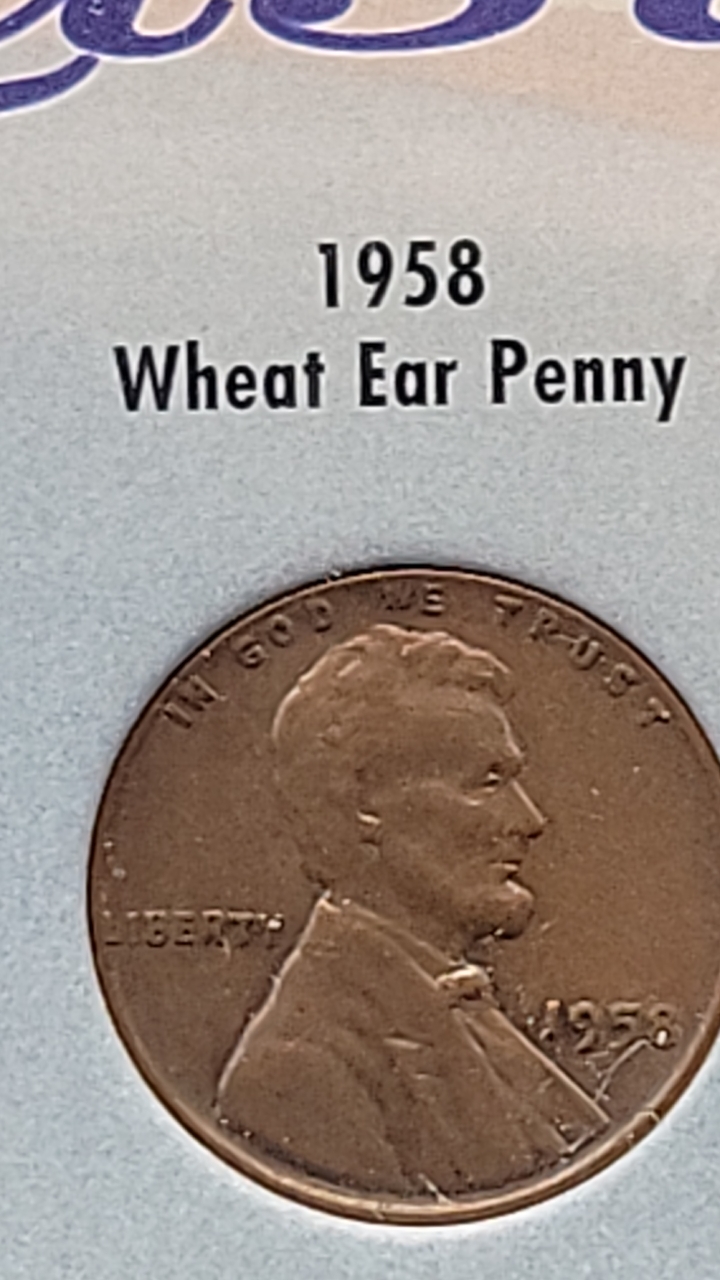 1958
Wheat Ear Penny
IN GOD WE TRUST
LIBERTY
1958